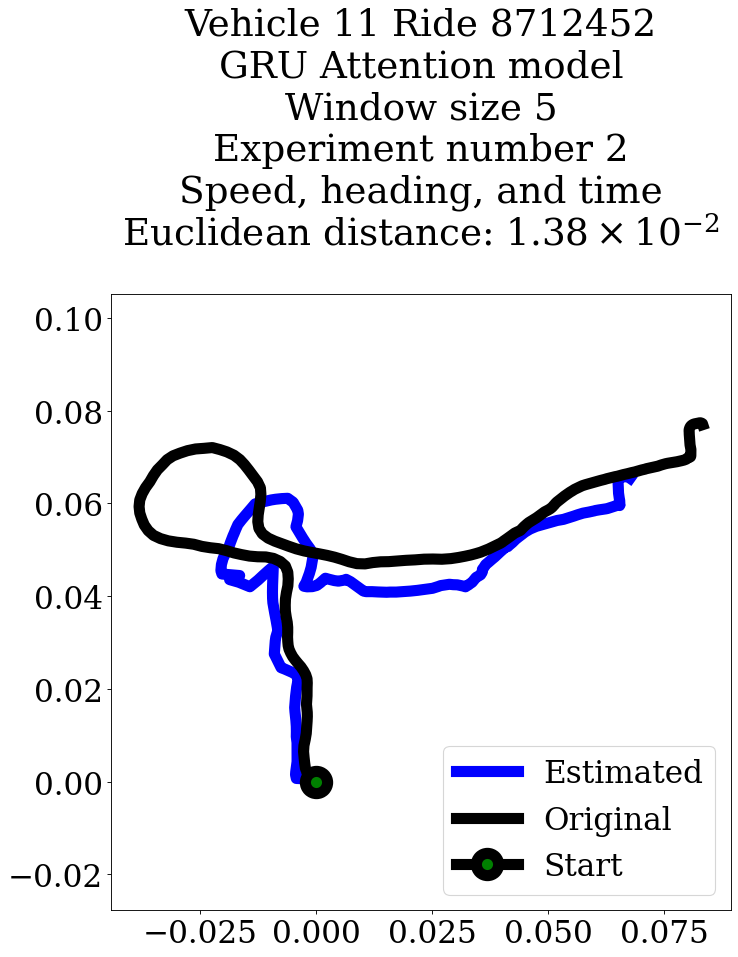 Vehicle 11 Ride 8712452
GRU Attention model
Window size 5
Experiment number 2
Speed, heading, and time
Euclidean distance: 1.38 × 10⁻²
0.10
0.08
0.06
0.04
0.02
0.00
−0.02
−0.025 0.000 0.025 0.050 0.075
Estimated
Original
Start